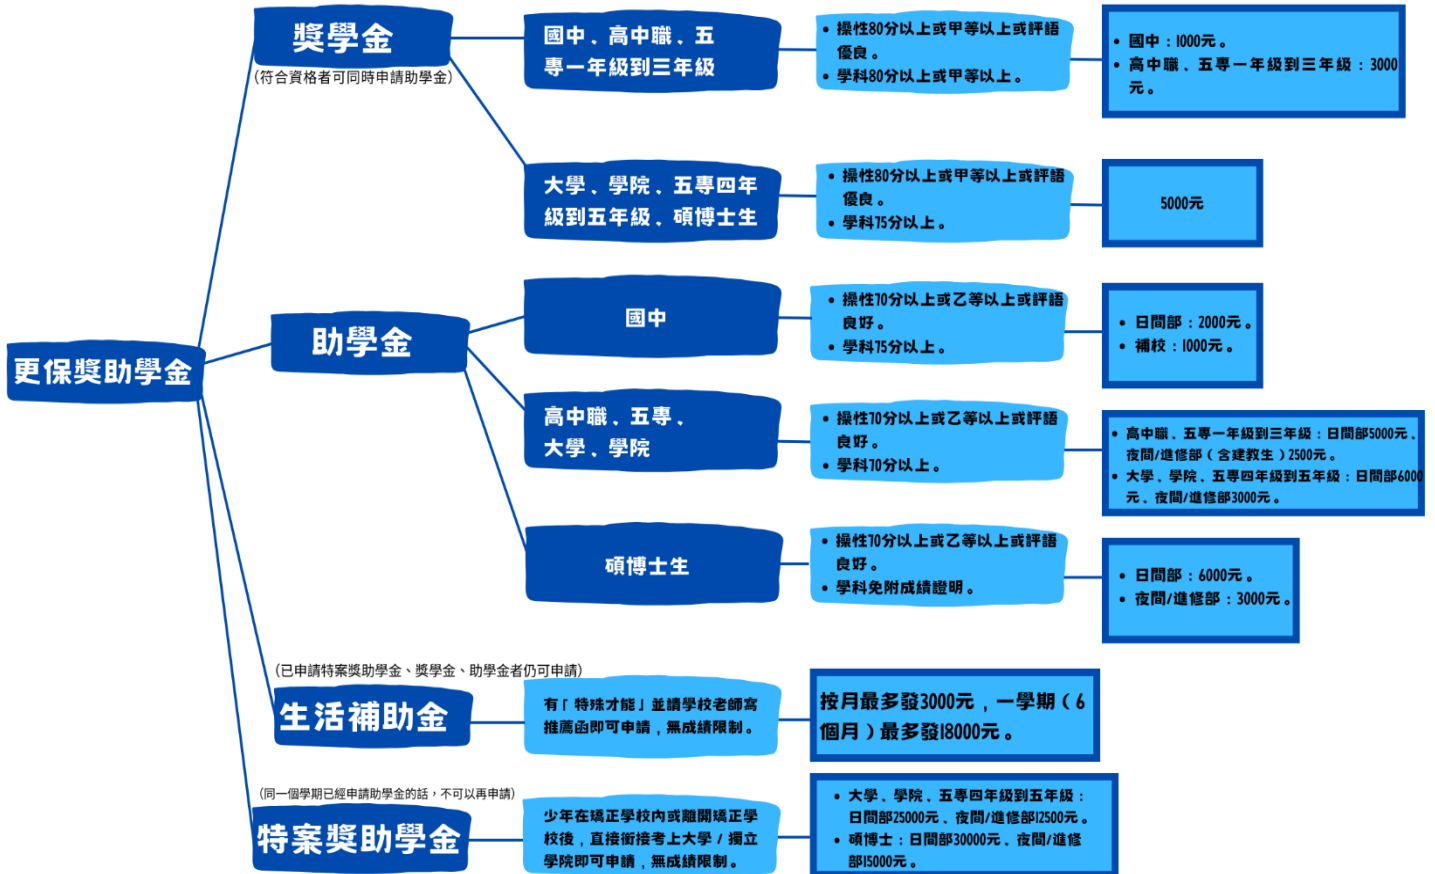 更保獎助學金
獎學金
（符合資格者可同時申請助學金）
國中、高中職、五
專一年級到三年級
• 操性80分以上或甲等以上或評語
優良。
• 學科80分以上或甲等以上。
• 國中：1000元。
• 高中職、五專一年級到三年級：3000
元。
大學、學院、五專四年
級到五年級、碩博士生
• 操性80分以上或甲等以上或評語
優良。
• 學科75分以上。
5000元
助學金
國中
• 操性70分以上或乙等以上或評語
良好。
• 學科75分以上。
• 日間部：2000元。
• 補校：1000元。
高中職、五專、
大學、學院
• 操性70分以上或乙等以上或評語
良好。
• 學科70分以上。
• 高中職、五專一年級到三年級：日間部5000元、
夜間/進修部（含建教生）2500元。
• 大學、學院、五專四年級到五年級：日間部6000
元、夜間/進修部3000元。
碩博士生
• 操性70分以上或乙等以上或評語
良好。
• 學科免附成績證明。
• 日間部：6000元。
• 夜間/進修部：3000元。
（已申請特案獎助學金、獎學金、助學金者仍可申請）
生活補助金
有「特殊才能」並請學校老師寫
推薦函即可申請，無成績限制。
按月最多發3000元，一學期（6
個月）最多發18000元。
（同一個學期已經申請助學金的話，不可以再申請）
特案獎助學金
少年在矯正學校內或離開矯正學
校後，直接銜接考上大學/獨立
學院即可申請，無成績限制。
• 大學、學院、五專四年級到五年級：
日間部25000元、夜間/進修部12500元。
• 碩博士：日間部30000元、夜間/進修
部15000元。